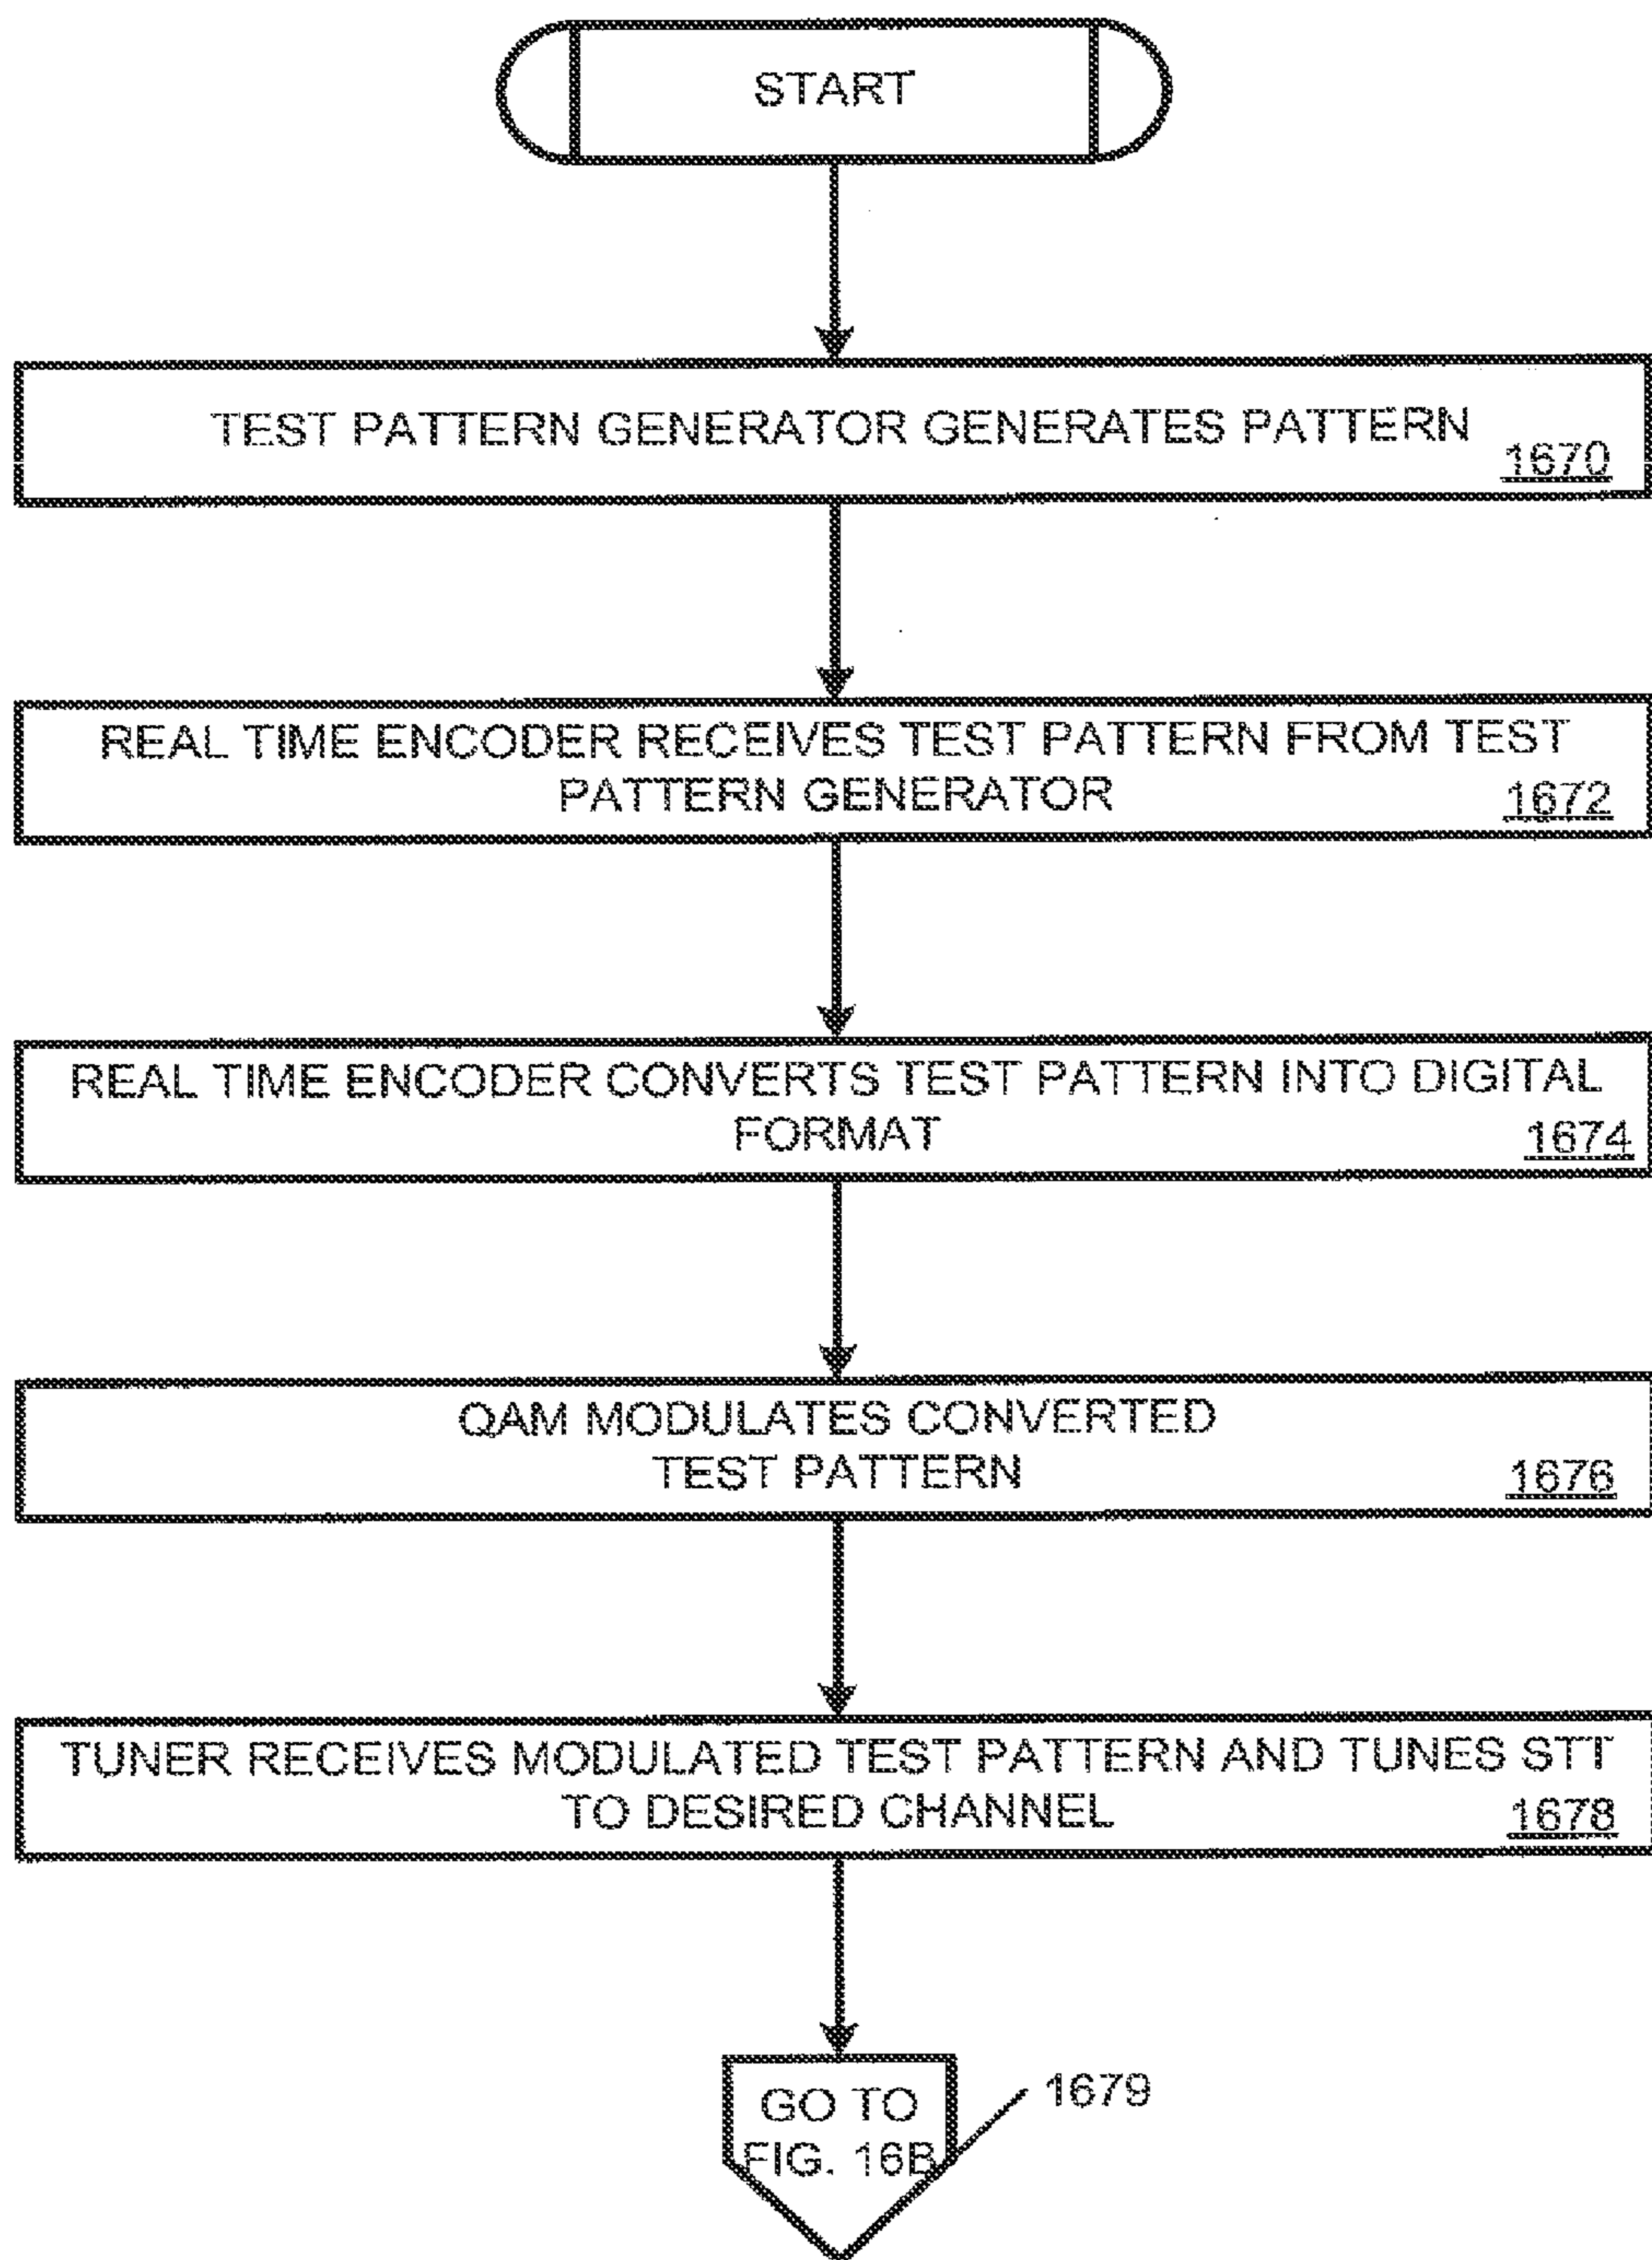 START
TEST PATTERN GENERATOR GENERATES PATTERN
1670
REAL TIME ENCODER RECEIVES TEST PATTERN FROM TEST
PATTERN GENERATOR
1672
REAL TIME ENCODER CONVERTS TEST PATTERN INTO DIGITAL
FORMAT
1674
QAM MODULATES CONVERTED
TEST PATTERN
1676
TUNER RECEIVES MODULATED TEST PATTERN AND TUNES STT
TO DESIRED CHANNEL
1678
GO TO
FIG. 16B
1679